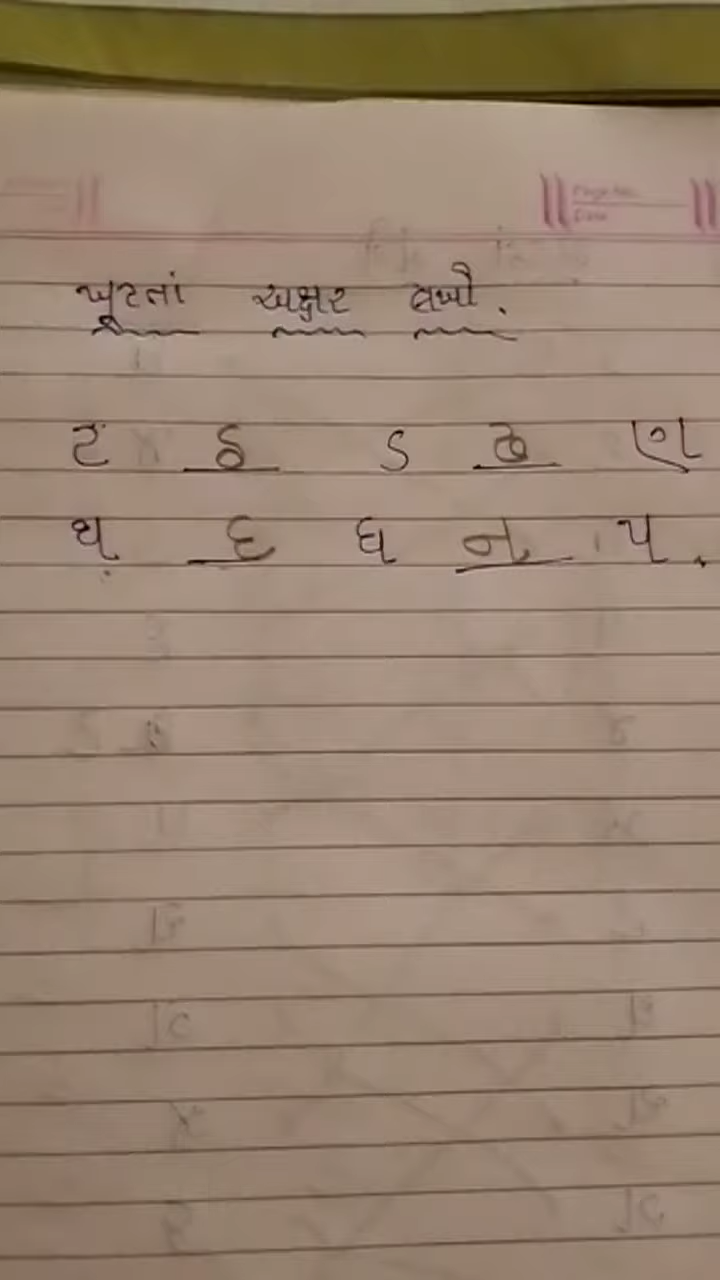 ખૂટતાં અક્ષર લખો.
ટ ઠ ડ ઢ ણ
થ દ ધ ન પ.